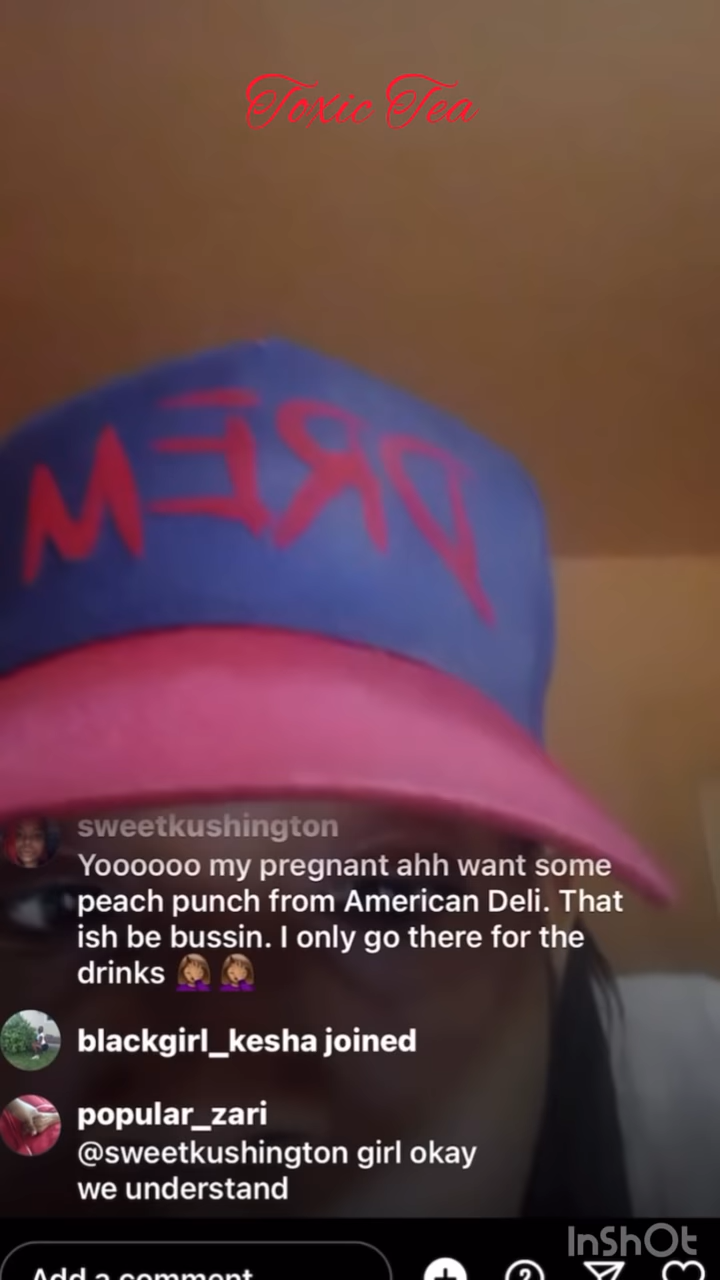 Toxic Tea
DREW
sweetkushington
Yoooooo my pregnant ahh want some
peach punch from American Deli. That
ish be bussin. I only go there for the
drinks 🤦🏽‍♀️🤦🏽‍♀️
blackgirl_kesha joined
popular_zari
@sweetkushington girl okay
we understand
InShOt
Add a comment